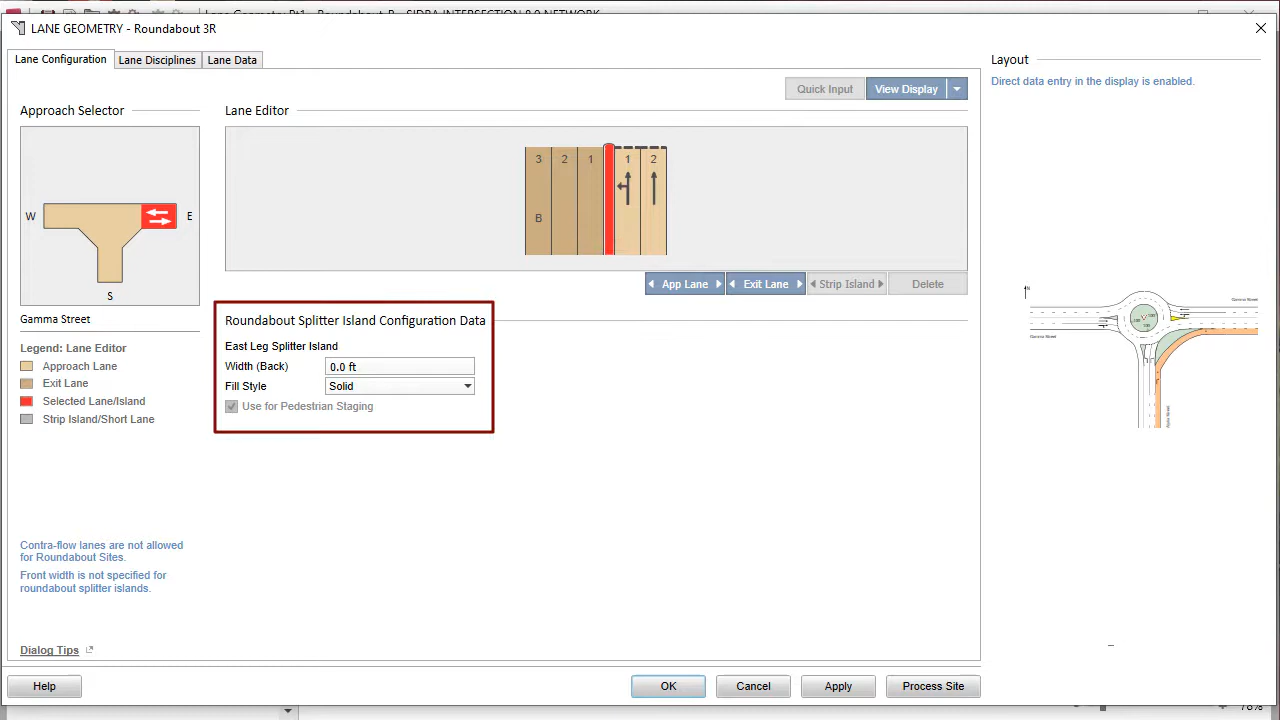 LANE GEOMETRY - Roundabout 3R
Lane Configuration
Lane Disciplines
Lane Data
Quick Input
View Display
Approach Selector
W
E
S
Gamma Street
Legend: Lane Editor
Approach Lane
Exit Lane
Selected Lane/Island
Strip Island/Short Lane
Contra-flow lanes are not allowed
for Roundabout Sites.
Front width is not specified for
roundabout splitter islands.
Dialog Tips
Lane Editor
3 2 1 1 2
B
App Lane
Exit Lane
Strip Island
Delete
Roundabout Splitter Island Configuration Data
East Leg Splitter Island
Width (Back) 0.0 ft
Fill Style Solid
Use for Pedestrian Staging
Layout
Direct data entry in the display is enabled.
N
Gamma Street
Gamma Street
Help
OK
Cancel
Apply
Process Site